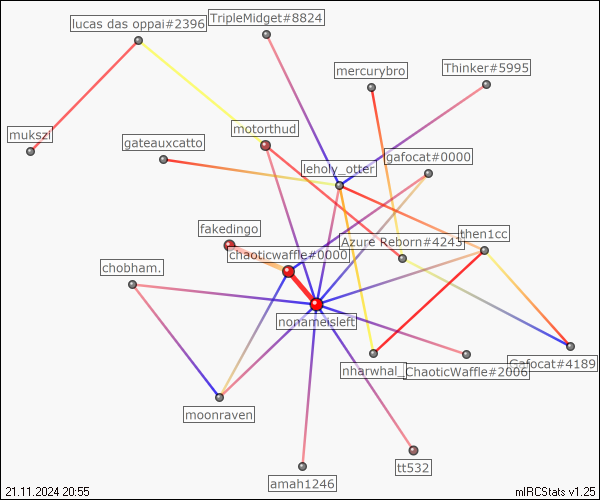 lucas das oppai#2396
TripleMidget#8824
mercurybro
Thinker#5995
mukszi
motorthud
gateauxcatto
leholy_otter
gafocat#0000
fakedingo
chaoticwaffle#0000
Azure Reborn#4243
then1cc
chobham.
nonameisleft
nharwhal_
ChaoticWaffle#2006
Gafocat#4189
moonraven
amah1246
tt532
21.11.2024 20:55
mIRCStats v1.25